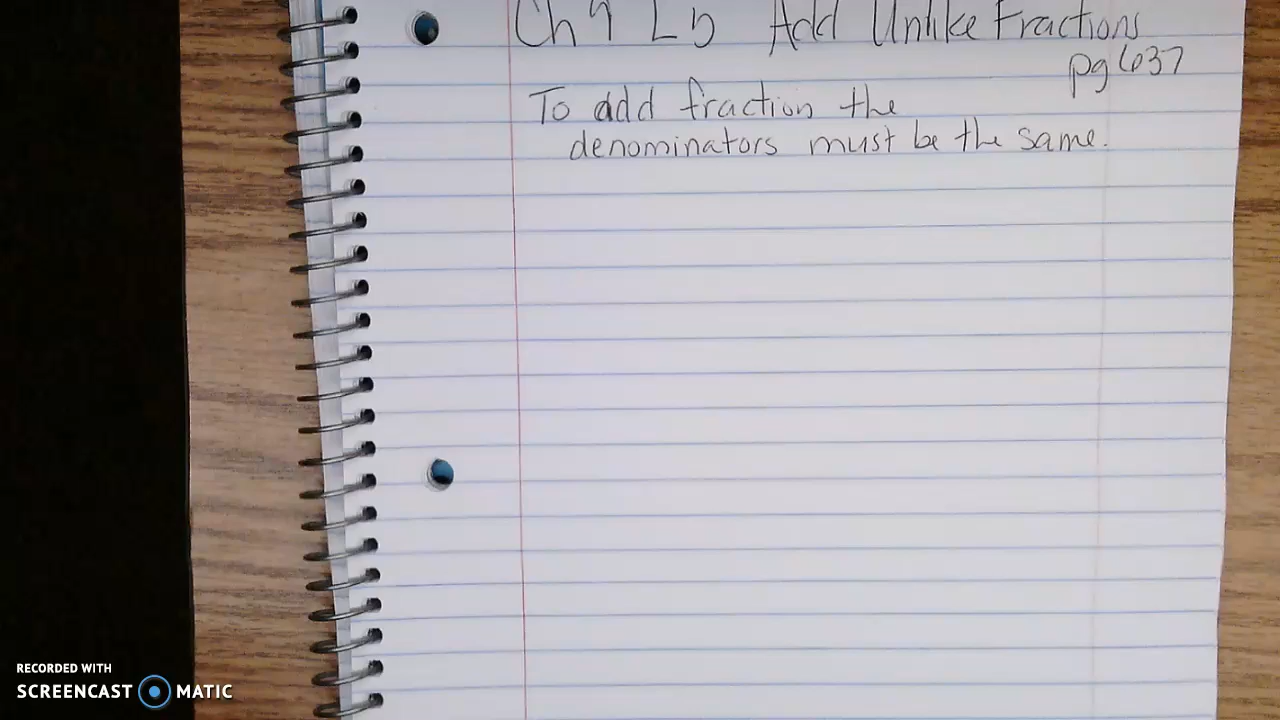 Ch 9 L5 Add Unlike Fractions
pg 637
To add fraction the
denominators must be the same.
RECORDED WITH
SCREENCAST MATIC